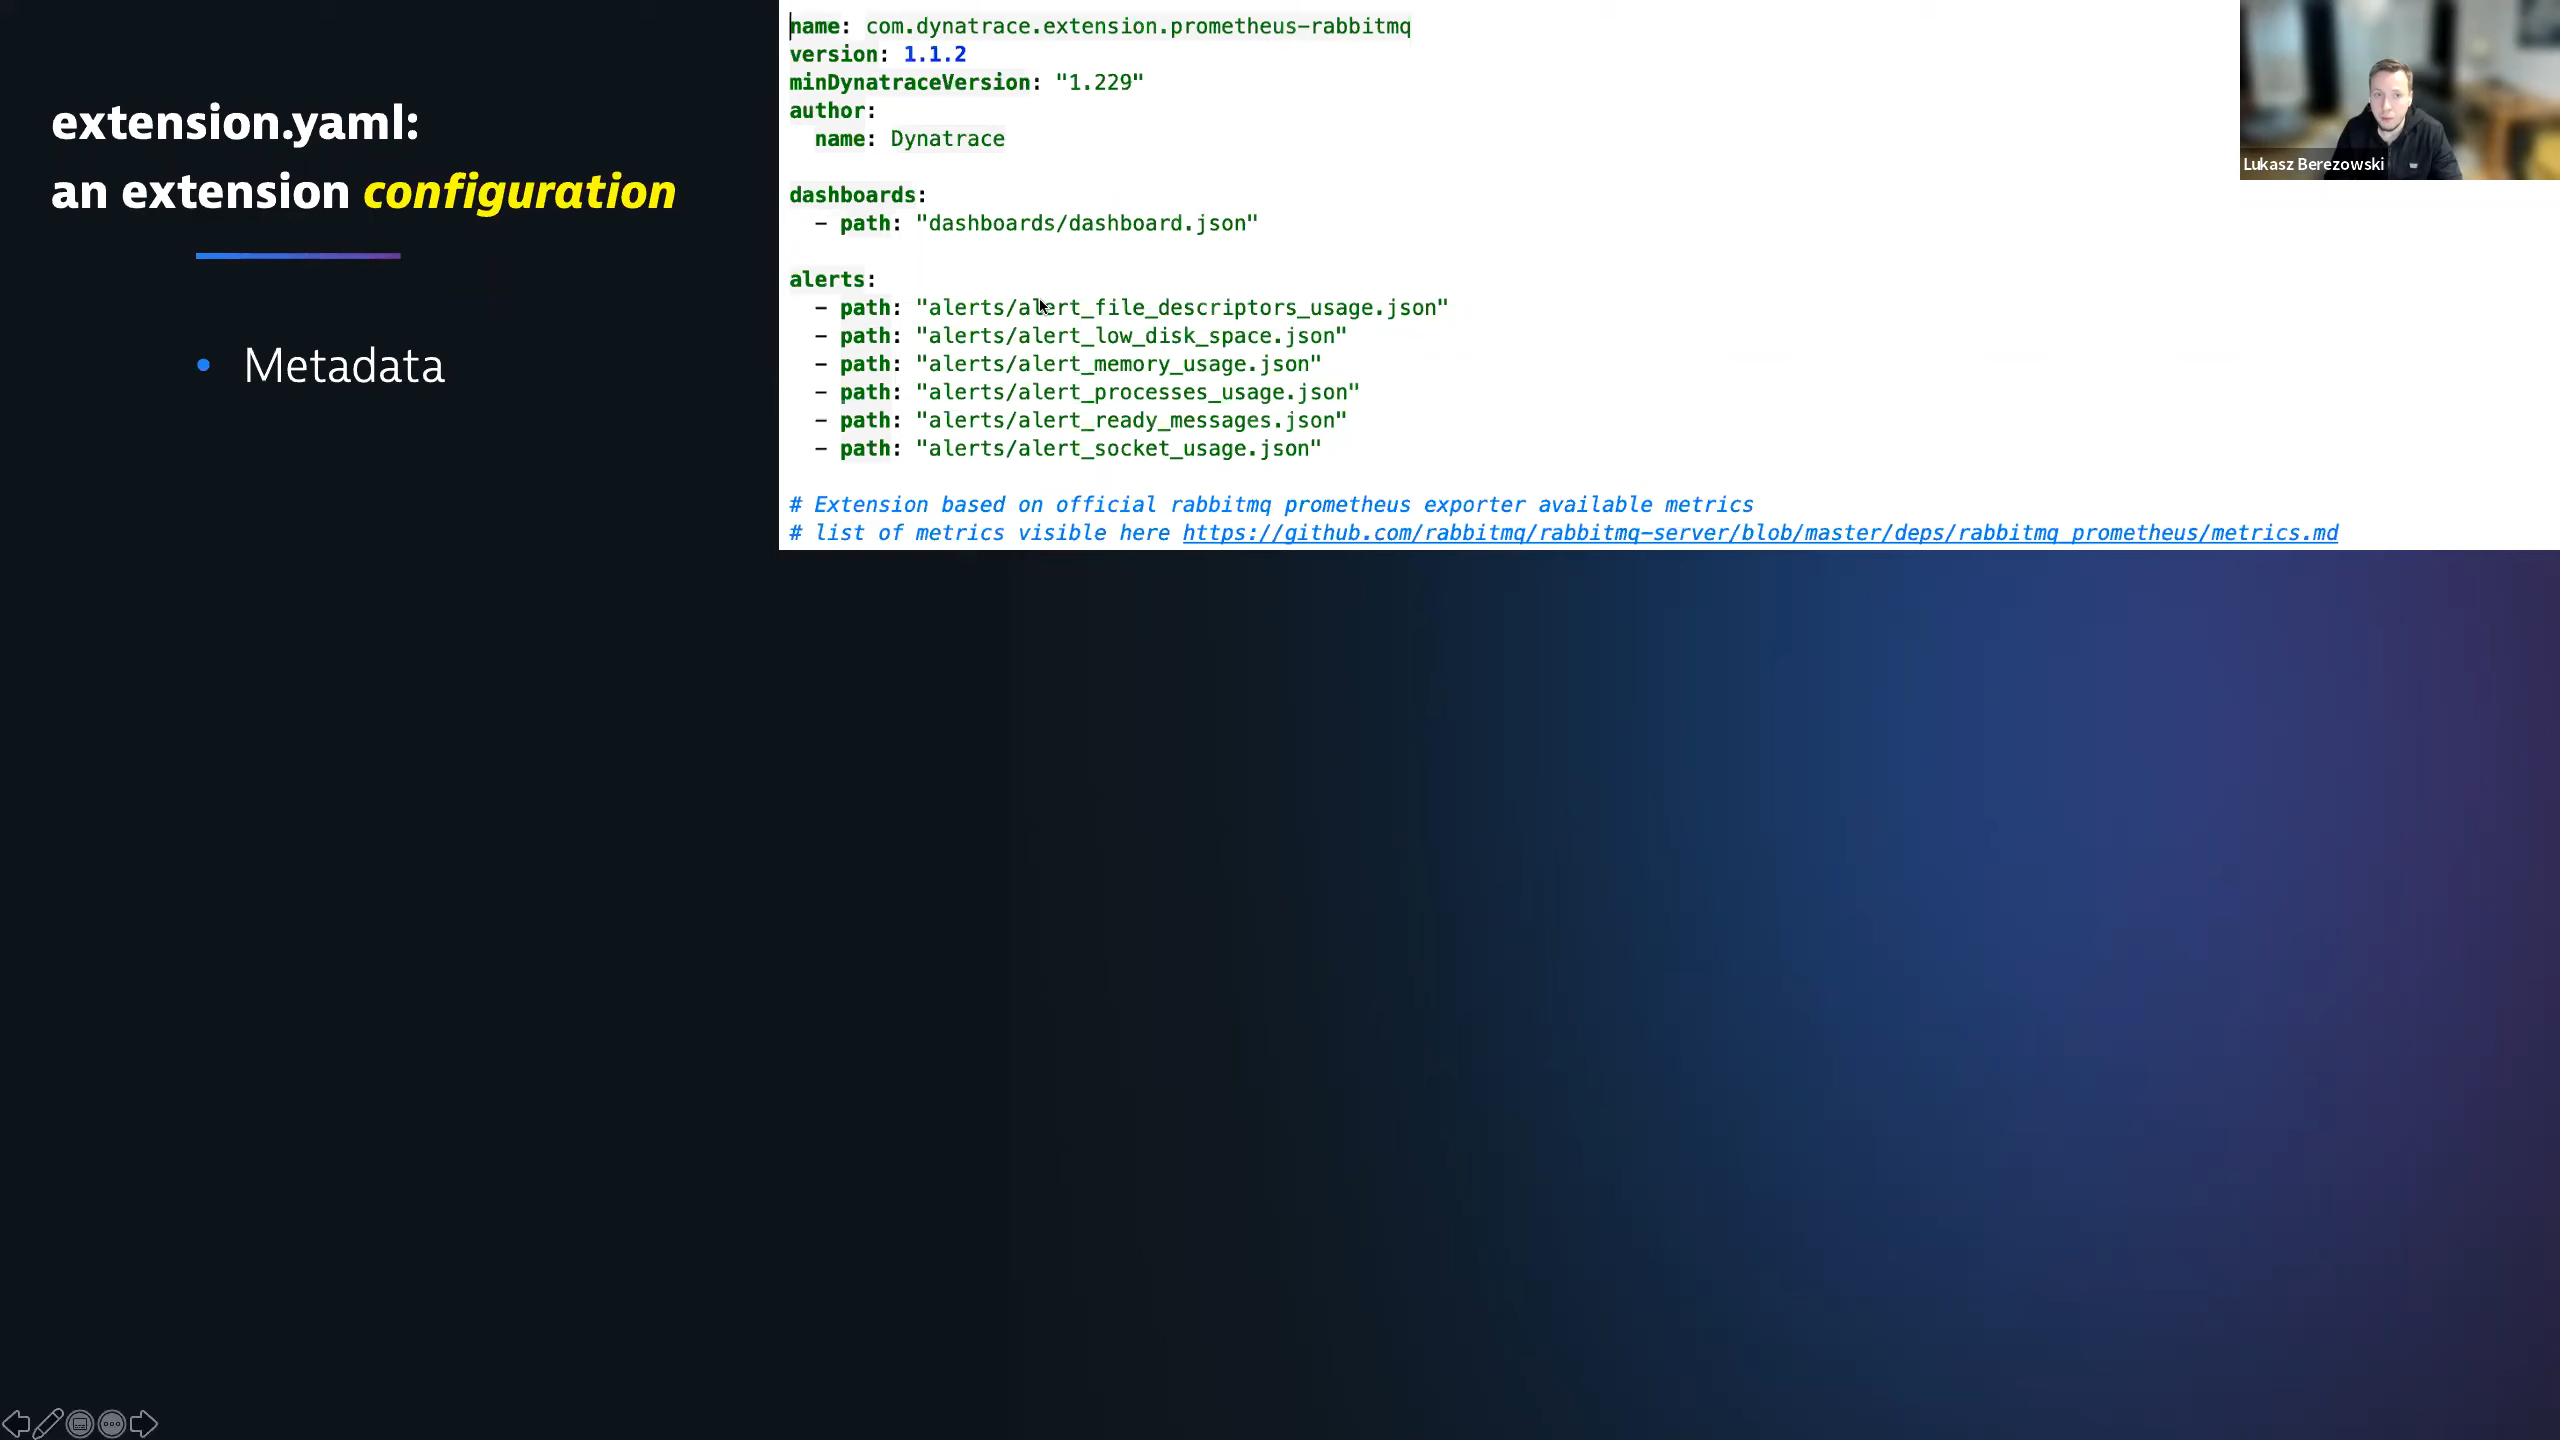 extension.yaml:
an extension configuration
• Metadata
name: com.dynatrace.extension.prometheus-rabbitmq
version: 1.1.2
minDynatraceVersion: "1.229"
author:
  name: Dynatrace
dashboards:
  - path: "dashboards/dashboard.json"
alerts:
  - path: "alerts/alert_file_descriptors_usage.json"
  - path: "alerts/alert_low_disk_space.json"
  - path: "alerts/alert_memory_usage.json"
  - path: "alerts/alert_processes_usage.json"
  - path: "alerts/alert_ready_messages.json"
  - path: "alerts/alert_socket_usage.json"
# Extension based on official rabbitmq prometheus exporter available metrics
# list of metrics visible here https://github.com/rabbitmq/rabbitmq-server/blob/master/deps/rabbitmq_prometheus/metrics.md
Lukasz Berezowski